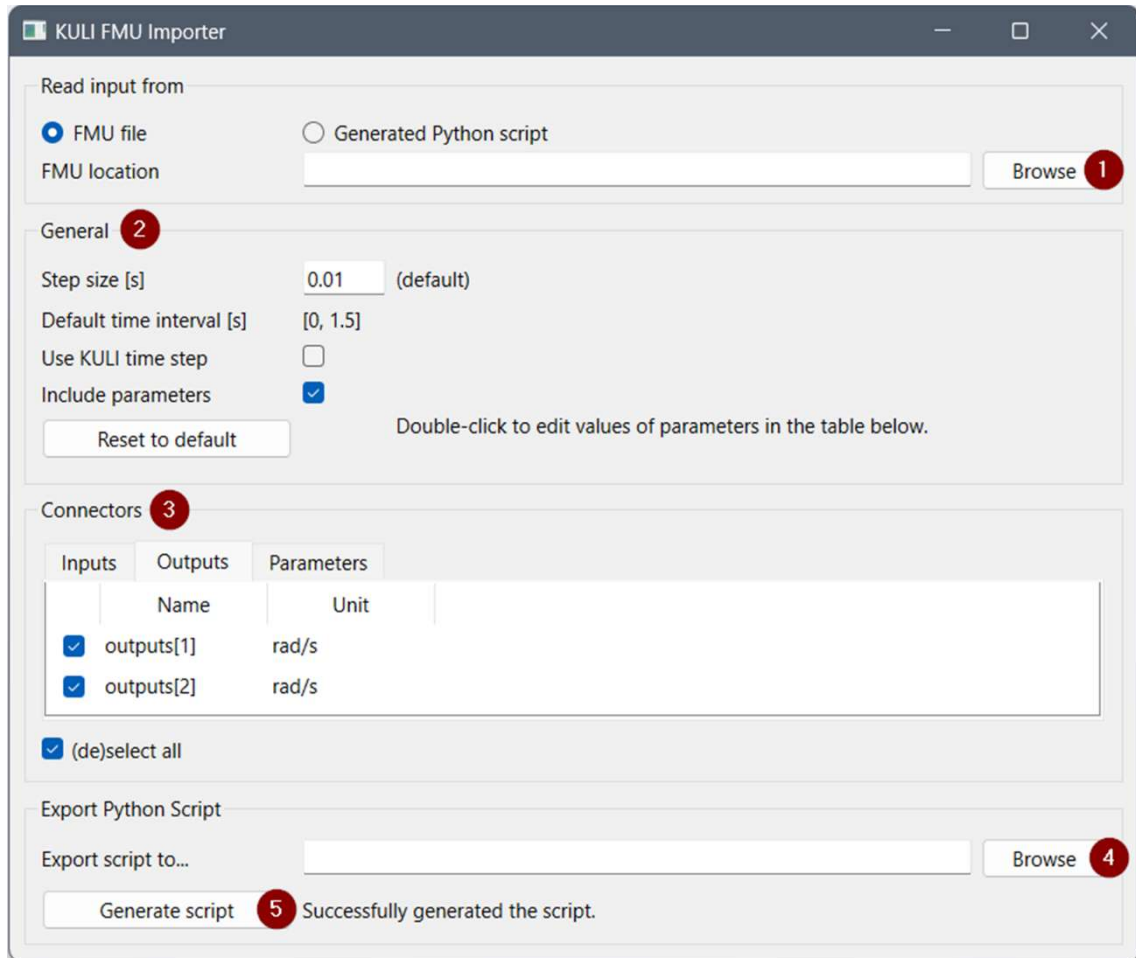 KULI FMU Importer
Read input from
FMU file Generated Python script
FMU location Browse 1
General 2
Step size [s] 0.01 (default)
Default time interval [s] [0, 1.5]
Use KULI time step
Include parameters
Reset to default Double-click to edit values of parameters in the table below.
Connectors 3
Inputs Outputs Parameters
Name Unit
outputs[1] rad/s
outputs[2] rad/s
(de)select all
Export Python Script
Export script to... Browse 4
Generate script 5 Successfully generated the script.